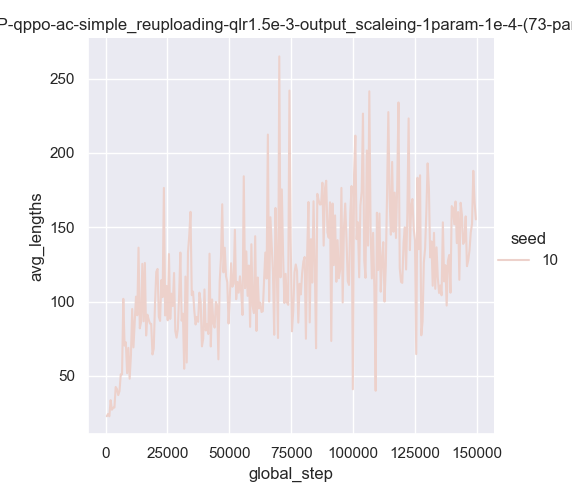 P-qppo-ac-simple_reuploading-qlr1.5e-3-output_scaleing-1param-1e-4-(73-par
250
200
150
100
50
avg_lengths
0 25000 50000 75000 100000 125000 150000
global_step
seed
10